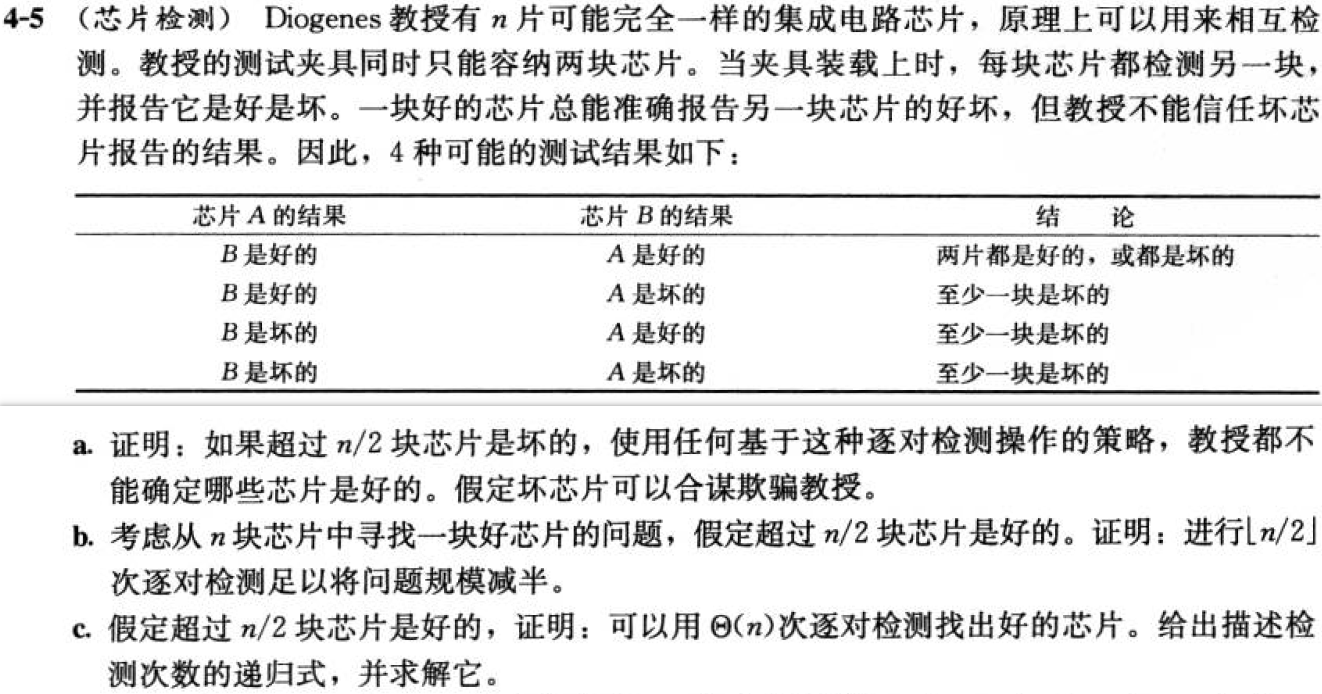 4-5 （芯片检测） Diogenes 教授有 n 片可能完全一样的集成电路芯片，原理上可以用来相互检
测。教授的测试夹具同时只能容纳两块芯片。当夹具装载上时，每块芯片都检测另一块，
并报告它是好是坏。一块好的芯片总能准确报告另一块芯片的好坏，但教授不能信任坏芯
片报告的结果。因此，4 种可能的测试结果如下：
芯片 A 的结果 芯片 B 的结果 结 论
B 是好的 A 是好的 两片都是好的，或都是坏的
B 是好的 A 是坏的 至少一块是坏的
B 是坏的 A 是好的 至少一块是坏的
B 是坏的 A 是坏的 至少一块是坏的
a. 证明：如果超过 n/2 块芯片是坏的，使用任何基于这种逐对检测操作的策略，教授都不
能确定哪些芯片是好的。假定坏芯片可以合谋欺骗教授。
b. 考虑从 n 块芯片中寻找一块好芯片的问题，假定超过 n/2 块芯片是好的。证明：进行⌊n/2⌋
次逐对检测足以将问题规模减半。
c. 假定超过 n/2 块芯片是好的，证明：可以用 Θ(n)次逐对检测找出好的芯片。给出描述检
测次数的递归式，并求解它。